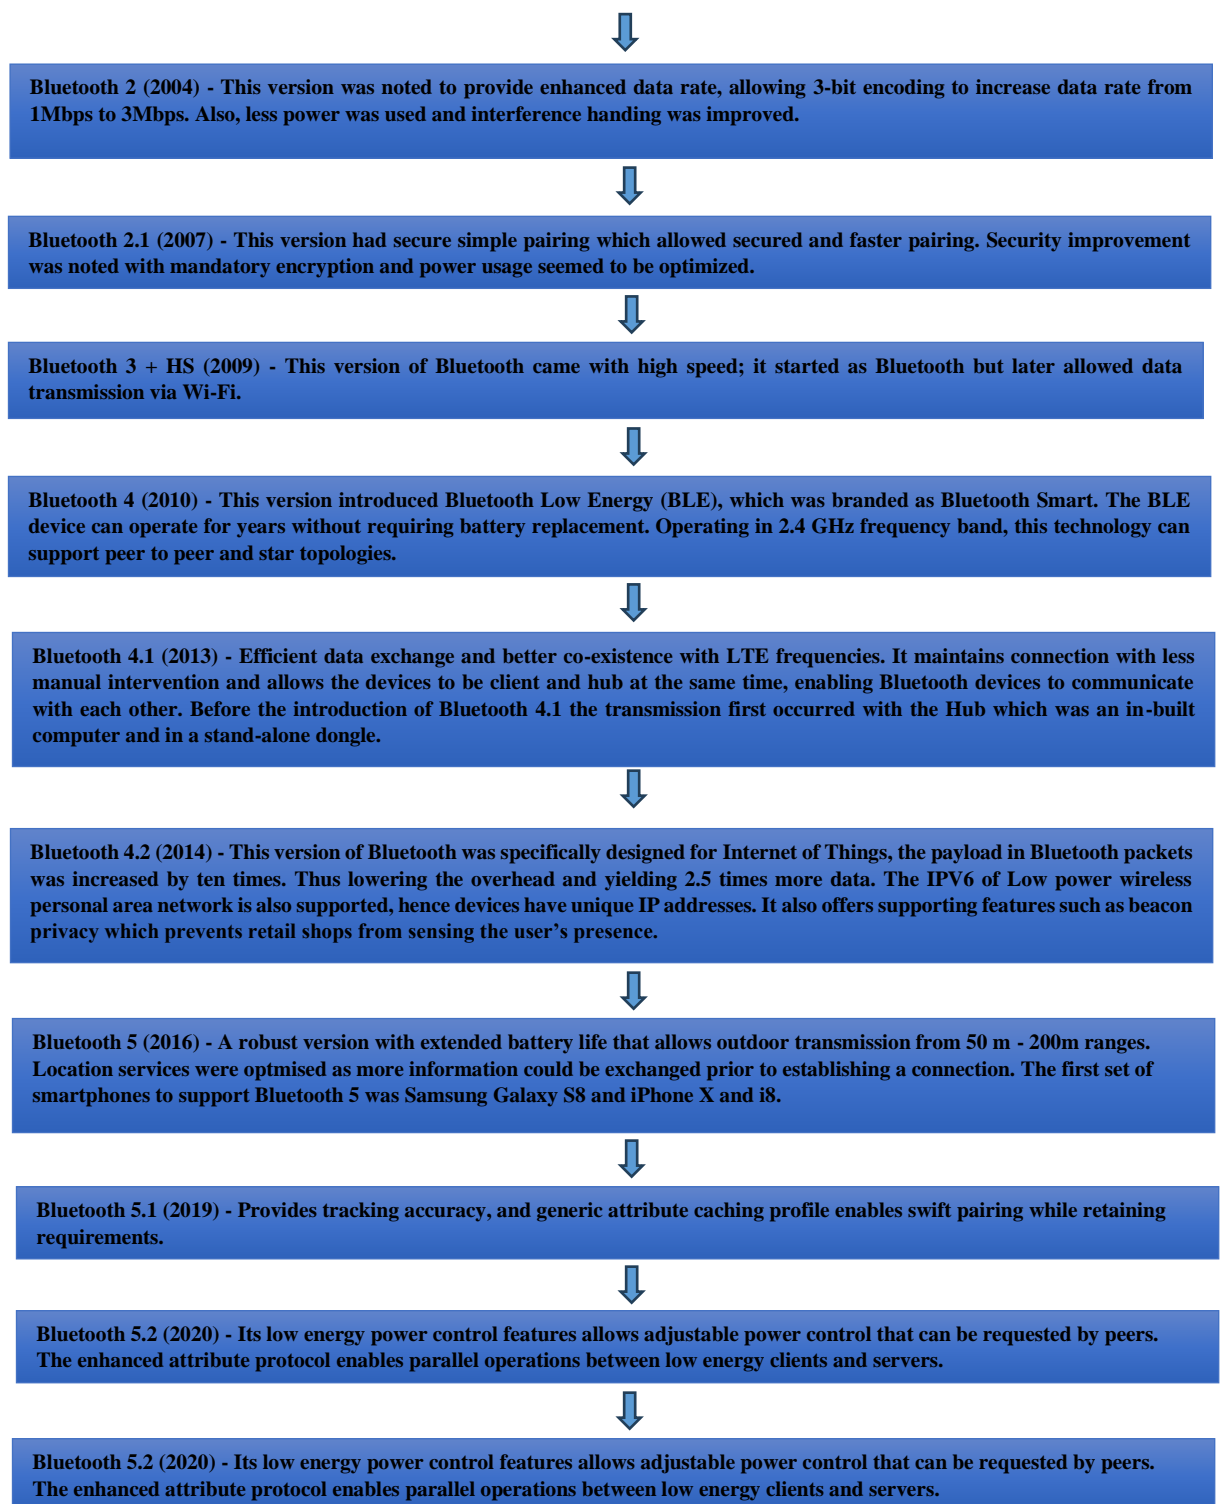 Bluetooth 2 (2004) - This version was noted to provide enhanced data rate, allowing 3-bit encoding to increase data rate from
1Mbps to 3Mbps. Also, less power was used and interference handing was improved.
Bluetooth 2.1 (2007) - This version had secure simple pairing which allowed secured and faster pairing. Security improvement
was noted with mandatory encryption and power usage seemed to be optimized.
Bluetooth 3 + HS (2009) - This version of Bluetooth came with high speed; it started as Bluetooth but later allowed data
transmission via Wi-Fi.
Bluetooth 4 (2010) - This version introduced Bluetooth Low Energy (BLE), which was branded as Bluetooth Smart. The BLE
device can operate for years without requiring battery replacement. Operating in 2.4 GHz frequency band, this technology can
support peer to peer and star topologies.
Bluetooth 4.1 (2013) - Efficient data exchange and better co-existence with LTE frequencies. It maintains connection with less
manual intervention and allows the devices to be client and hub at the same time, enabling Bluetooth devices to communicate
with each other. Before the introduction of Bluetooth 4.1 the transmission first occurred with the Hub which was an in-built
computer and in a stand-alone dongle.
Bluetooth 4.2 (2014) - This version of Bluetooth was specifically designed for Internet of Things, the payload in Bluetooth packets
was increased by ten times. Thus lowering the overhead and yielding 2.5 times more data. The IPV6 of Low power wireless
personal area network is also supported, hence devices have unique IP addresses. It also offers supporting features such as beacon
privacy which prevents retail shops from sensing the user’s presence.
Bluetooth 5 (2016) - A robust version with extended battery life that allows outdoor transmission from 50 m - 200m ranges.
Location services were optmised as more information could be exchanged prior to establishing a connection. The first set of
smartphones to support Bluetooth 5 was Samsung Galaxy S8 and iPhone X and i8.
Bluetooth 5.1 (2019) - Provides tracking accuracy, and generic attribute caching profile enables swift pairing while retaining
requirements.
Bluetooth 5.2 (2020) - Its low energy power control features allows adjustable power control that can be requested by peers.
The enhanced attribute protocol enables parallel operations between low energy clients and servers.
Bluetooth 5.2 (2020) - Its low energy power control features allows adjustable power control that can be requested by peers.
The enhanced attribute protocol enables parallel operations between low energy clients and servers.